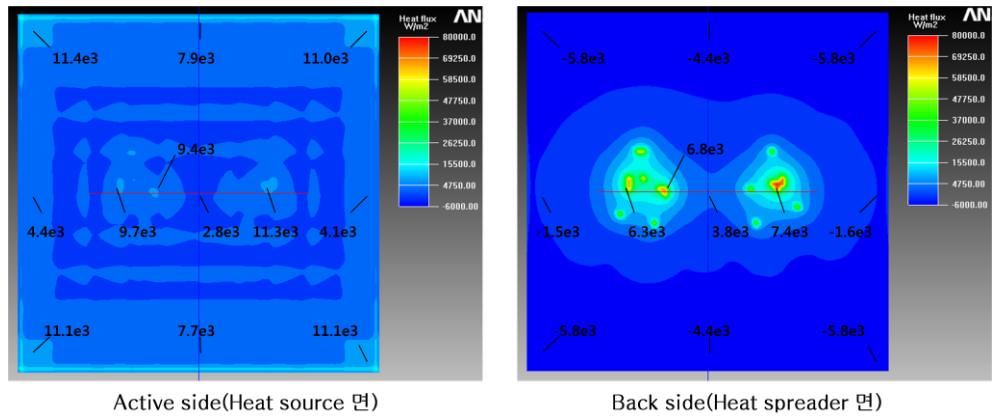 Heat flux
W/m2
80000.0
69250.0
58500.0
47750.0
37000.0
26250.0
15500.0
4750.00
-6000.00
11.4e3 7.9e3 11.0e3
9.4e3
4.4e3 9.7e3 2.8e3 11.3e3 4.1e3
11.1e3 7.7e3 11.1e3
Active side(Heat source 면)
Heat flux
W/m2
80000.0
69250.0
58500.0
47750.0
37000.0
26250.0
15500.0
4750.00
-6000.00
-5.8e3 -4.4e3 -5.8e3
6.8e3
-1.5e3 6.3e3 3.8e3 7.4e3 -1.6e3
-5.8e3 -4.4e3 -5.8e3
Back side(Heat spreader 면)